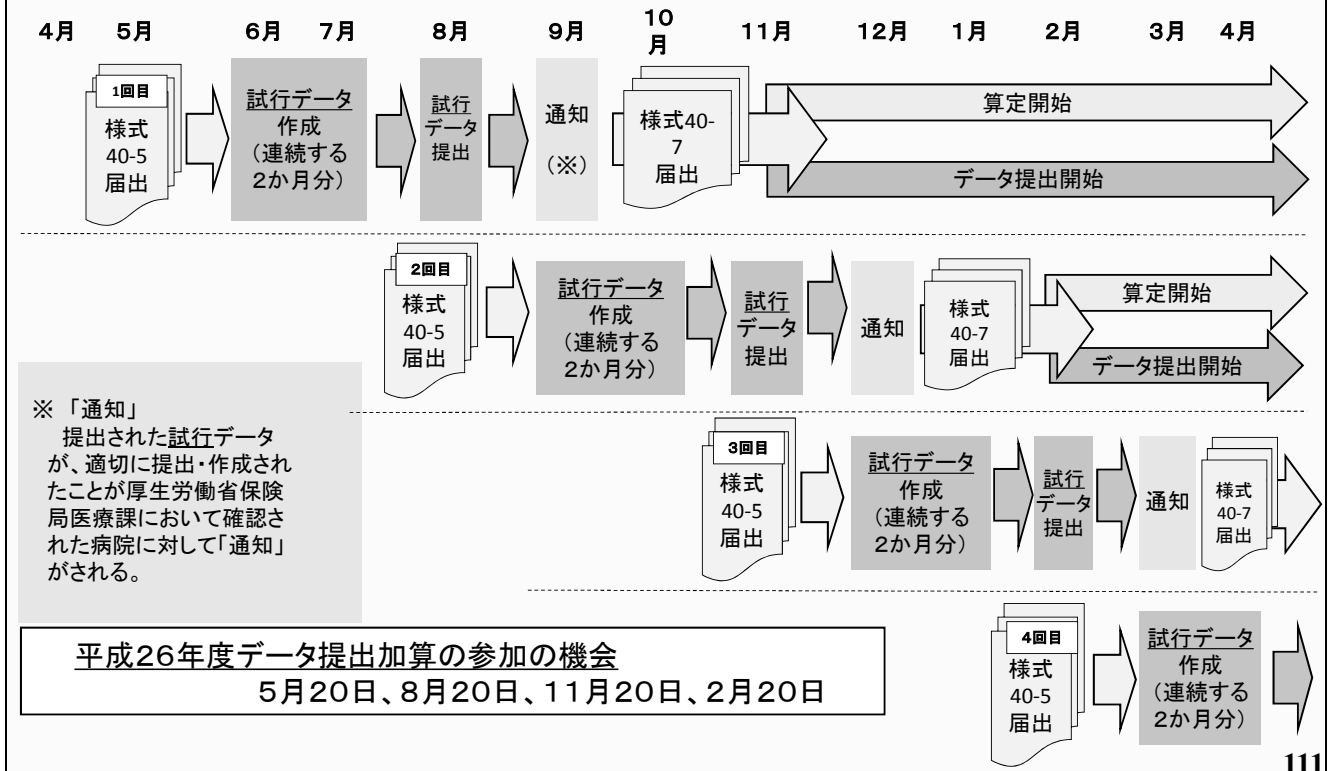 4月 5月 6月 7月 8月 9月 10月 11月 12月 1月 2月 3月 4月
1回目
様式
40-5
届出
試行データ
作成
(連続する
2か月分)
試行
データ
提出
通知
(※)
様式40-
7
届出
算定開始
データ提出開始
2回目
様式
40-5
届出
試行データ
作成
(連続する
2か月分)
試行
データ
提出
通知
様式
40-7
届出
算定開始
データ提出開始
※ 「通知」
提出された試行データ
が、適切に提出・作成され
たことが厚生労働省保険
局医療課において確認さ
れた病院に対して「通知」
がされる。
3回目
様式
40-5
届出
試行データ
作成
(連続する
2か月分)
試行
データ
提出
通知
様式
40-7
届出
4回目
様式
40-5
届出
試行データ
作成
(連続する
2か月分)
平成26年度データ提出加算の参加の機会
5月20日、8月20日、11月20日、2月20日
111